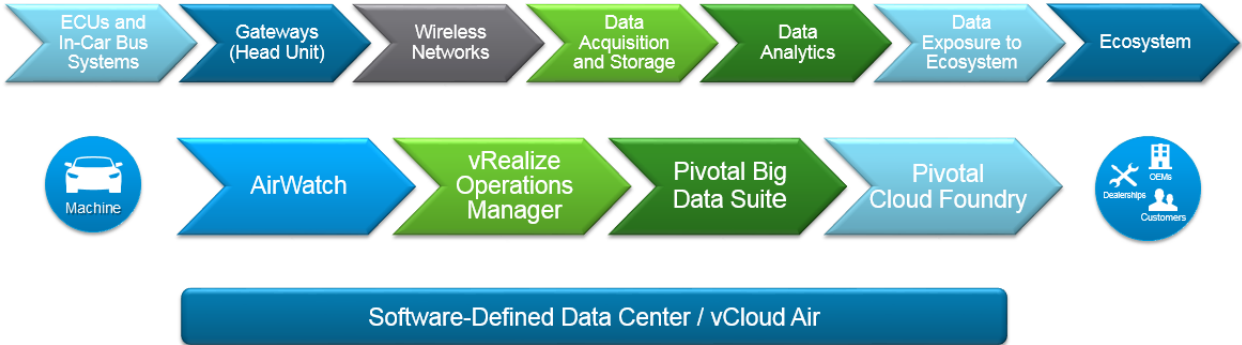 ECUs and
In-Car Bus
Systems
Gateways
(Head Unit)
Wireless
Networks
Data
Acquisition
and Storage
Data
Analytics
Data
Exposure to
Ecosystem
Ecosystem
Machine
AirWatch
vRealize
Operations
Manager
Pivotal Big
Data Suite
Pivotal
Cloud Foundry
OEMs
Dealerships
Customers
Software-Defined Data Center / vCloud Air